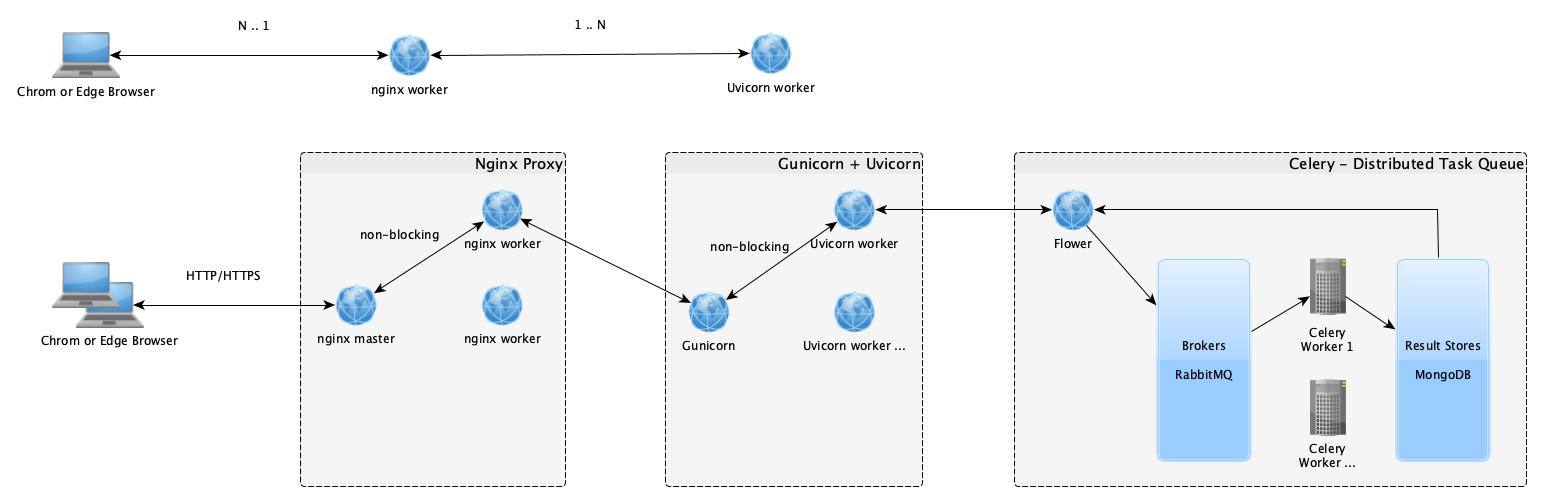 N .. 1
1 .. N
Chrom or Edge Browser
nginx worker
Uvicorn worker
Nginx Proxy
Gunicorn + Uvicorn
Celery – Distributed Task Queue
non-blocking
nginx worker
non-blocking
Uvicorn worker
Flower
HTTP/HTTPS
Chrom or Edge Browser
nginx master
nginx worker
Gunicorn
Uvicorn worker ...
Brokers
RabbitMQ
Celery
Worker 1
Result Stores
MongoDB
Celery
Worker ...